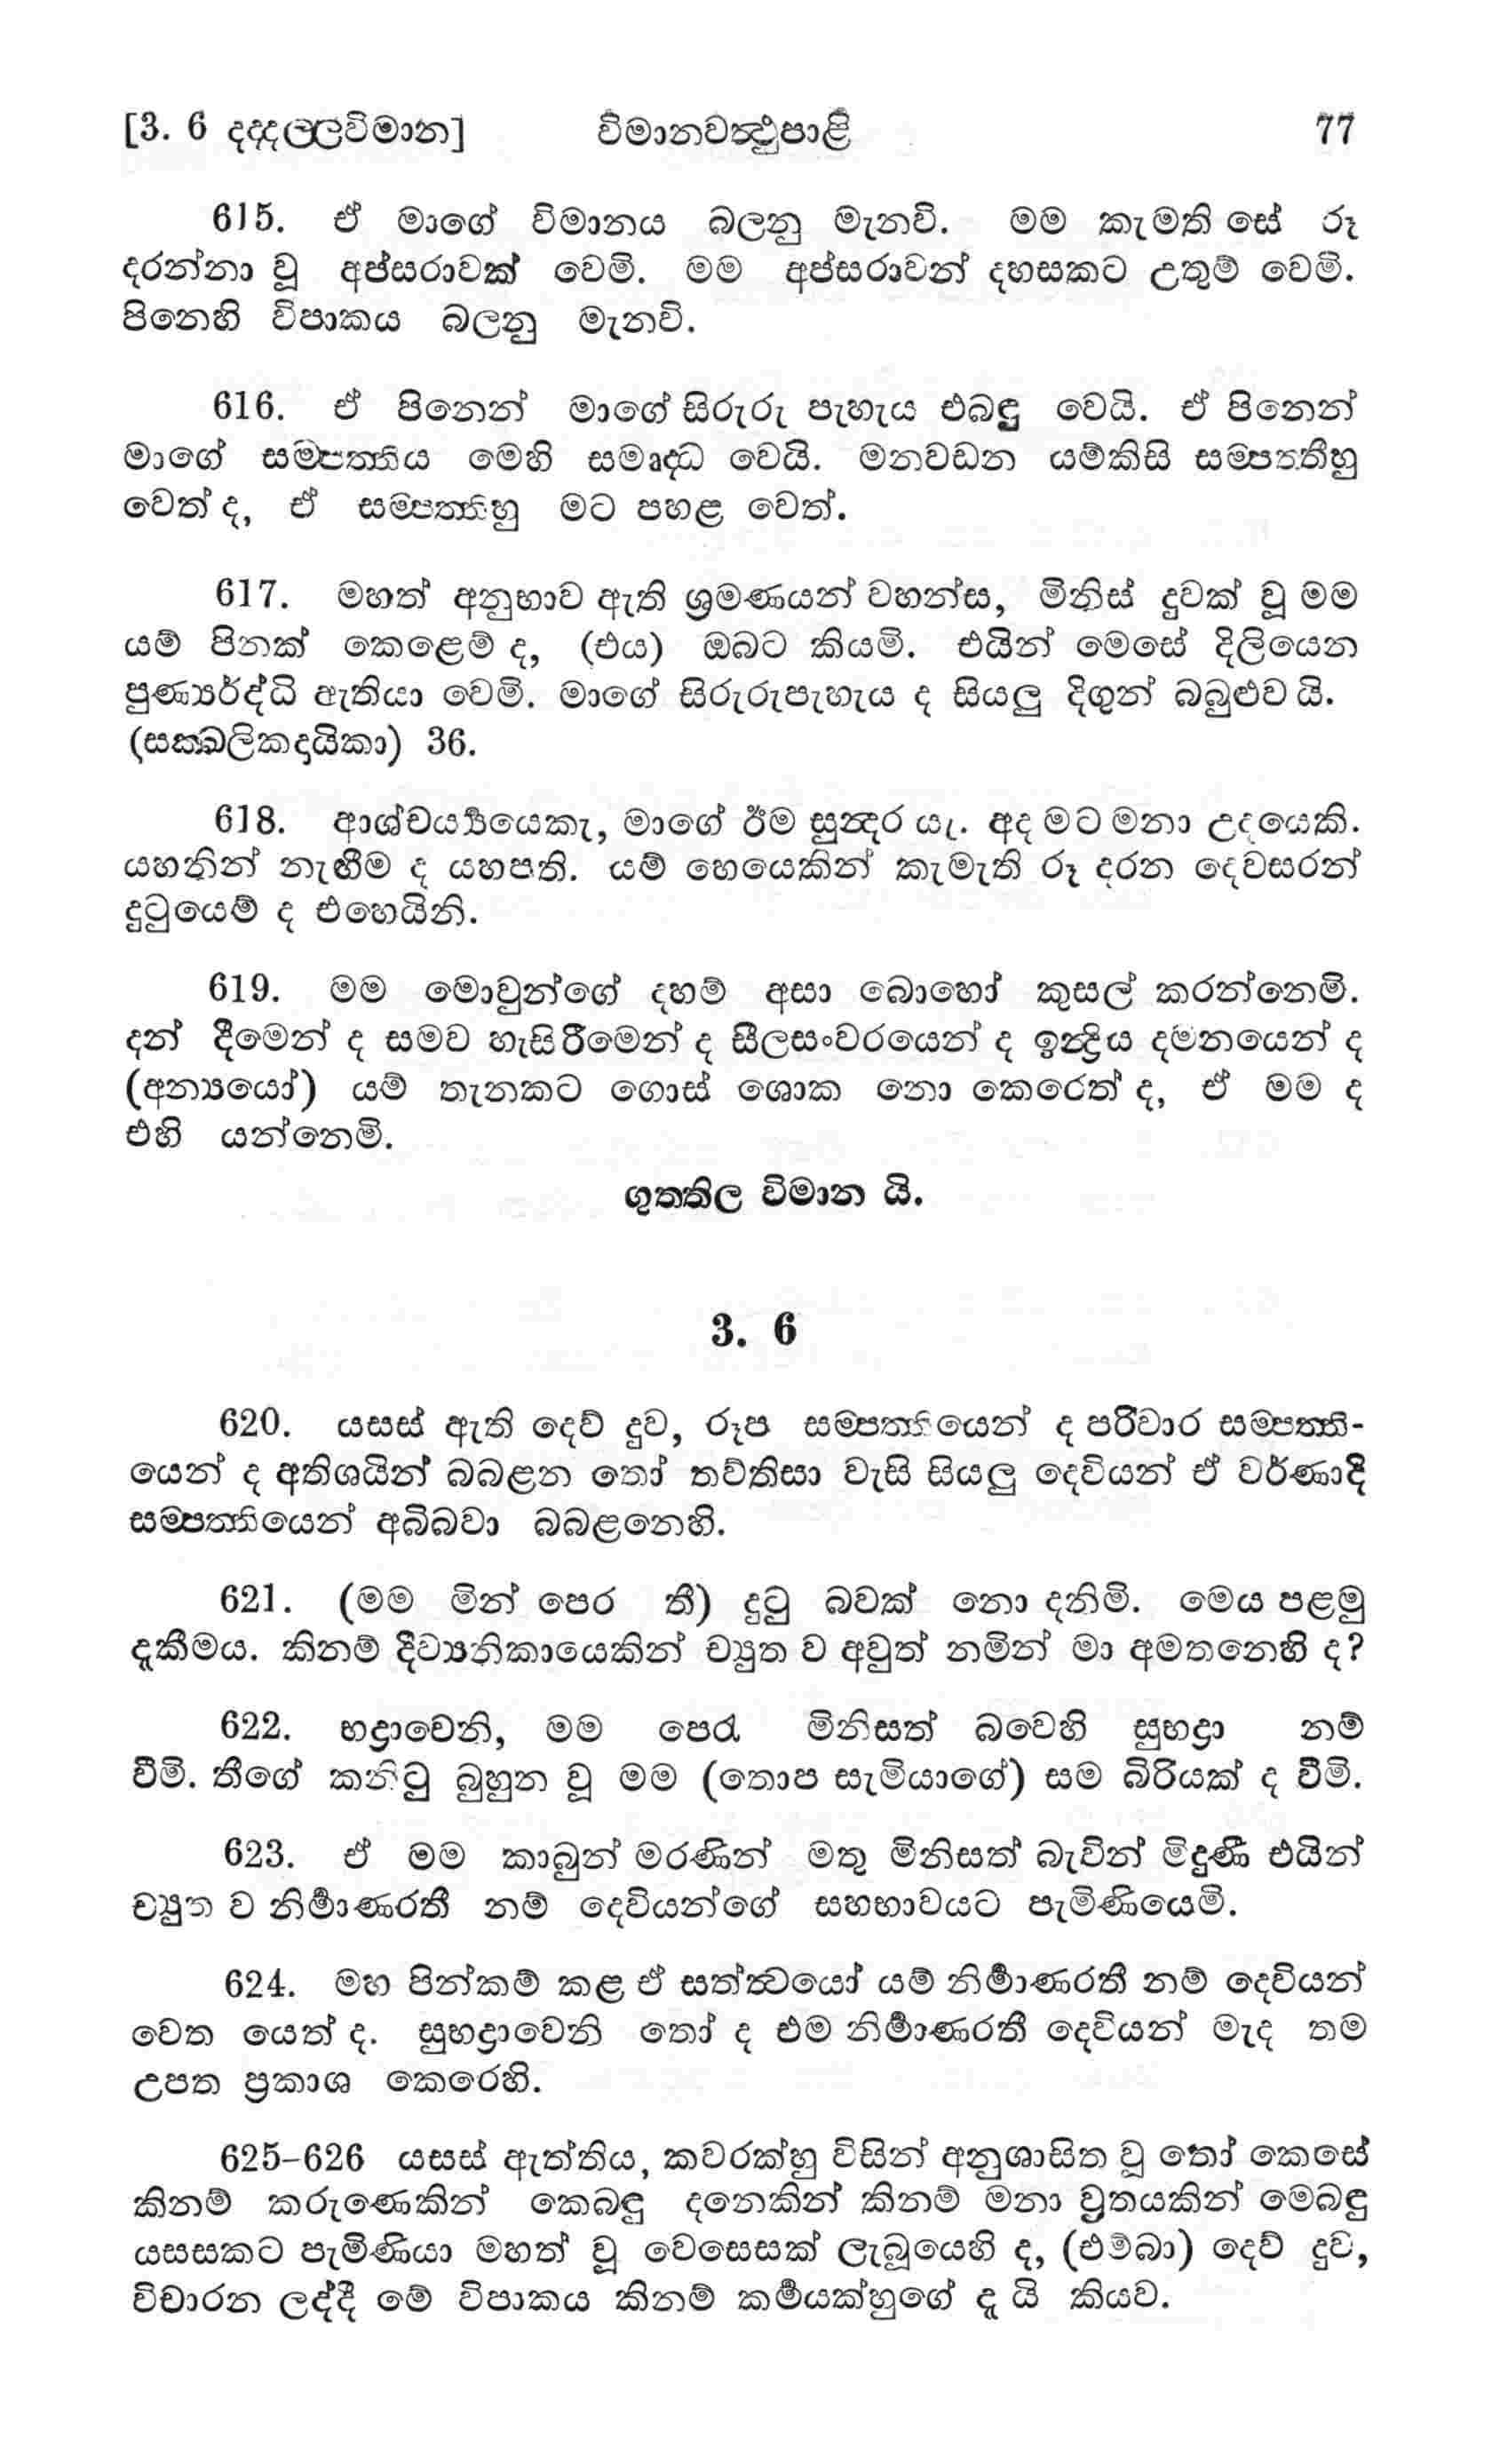 [3. 6 දද්දල්ලවිමාන] විමානවත්‍ථුපාළි 77
615. ඒ මාගේ විමානය බලනු මැනවි. මම කැමති සේ රූ
දරන්නා වූ අප්සරාවක් වෙමි. මම අප්සරාවන් දහසකට උතුම් වෙමි.
පිනෙහි විපාකය බලනු මැනවි.
616. ඒ පිනෙන් මාගේ සිරුරු පැහැය එබඳු වෙයි. ඒ පිනෙන්
මාගේ සම්පත්තිය මෙහි සමෘද්ධ වෙයි. මනවඩන යම්කිසි සම්පත්තීහු
වෙත් ද, ඒ සම්පත්තීහු මට පහළ වෙත්.
617. මහත් අනුභාව ඇති ශ්‍රමණයන් වහන්ස, මිනිස් දුවක් වූ මම
යම් පිනක් කෙළෙම් ද, (එය) ඔබට කියමි. එයින් මෙසේ දිලියෙන
පුණ්‍යර්ද්ධි ඇතියා වෙමි. මාගේ සිරුරුපැහැය ද සියලු දිගුන් බබුළුව යි.
(සක්ඛලිකදායිකා) 36.
618. ආශ්චර්‍ය්‍යයෙකැ, මාගේ ඊම සුන්‍දර යැ. අද මට මනා උදයෙකි.
යහනින් නැඟීම ද යහපති. යම් හෙයෙකින් කැමැති රූ දරන දෙවසරන්
දුටුයෙම් ද එහෙයිනි.
619. මම මොවුන්ගේ දහම් අසා බොහෝ කුසල් කරන්නෙමි.
දන් දීමෙන් ද සමව හැසිරීමෙන් ද සීලසංවරයෙන් ද ඉන්‍ද්‍රිය දමනයෙන් ද
(අන්‍යයෝ) යම් තැනකට ගොස් ශොක නො කෙරෙත් ද, ඒ මම ද
එහි යන්නෙමි.
ගුත්තිල විමාන යි.
3. 6
620. යසස් ඇති දෙව් දුව, රූප සම්පත්තියෙන් ද පරිවාර සම්පත්ති-
යෙන් ද අතිශයින් බබළන තෝ තව්තිසා වැසි සියලු දෙවියන් ඒ වර්ණාදි
සම්පත්තියෙන් අබිබවා බබළනෙහි.
621. (මම මින් පෙර තී) දුටු බවක් නො දනිමි. මෙය පළමු
දැකීමය. කිනම් දිව්‍යනිකායෙකින් ච්‍යුත ව අවුත් නමින් මා අමතනෙහි ද?
622. භද්‍රාවෙනි, මම පෙරැ මිනිසත් බවෙහි සුභද්‍රා නම්
වීමි. තීගේ කනිටු බුහුන වූ මම (තොප සැමියාගේ) සම බිරියක් ද වීමි.
623. ඒ මම කාබුන් මරණින් මතු මිනිසත් බැවින් මිදුණී එයින්
ච්‍යුත ව නිර්‍මාණරතී නම් දෙවියන්ගේ සහභාවයට පැමිණියෙමි.
624. මහ පින්කම් කළ ඒ සත්ත්‍වයෝ යම් නිර්‍මාණරතී නම් දෙවියන්
වෙත යෙත් ද. සුභද්‍රාවෙනි තෝ ද එම නිර්‍මාණරතී දෙවියන් මැද තම
උපත ප්‍රකාශ කෙරෙහි.
625-626 යසස් ඇත්තිය, කවරක්හු විසින් අනුශාසිත වූ තෝ කෙසේ
කිනම් කරුණෙකින් කෙබඳු දනෙකින් කිනම් මනා ව්‍රතයකින් මෙබඳු
යසසකට පැමිණියා මහත් වූ වෙසෙසක් ලැබූයෙහි ද, (එම්බා) දෙව් දුව,
විචාරන ලද්දී මේ විපාකය කිනම් කර්‍මයක්හුගේ දැ යි කියව.